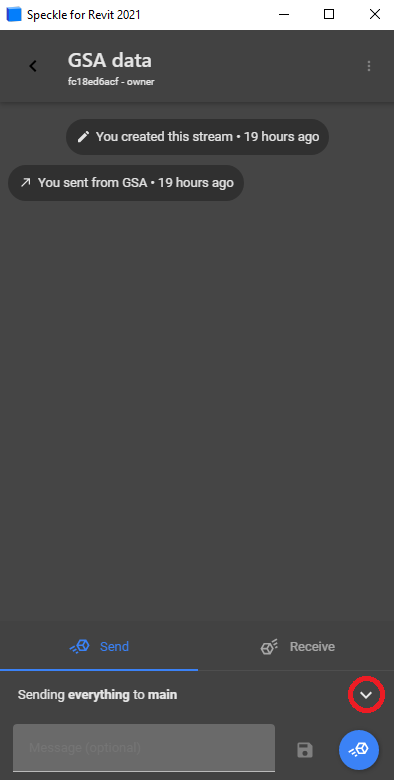 Speckle for Revit 2021
GSA data
fc18ed6acf - owner
You created this stream • 19 hours ago
You sent from GSA • 19 hours ago
Send
Receive
Sending everything to main
Message (optional)